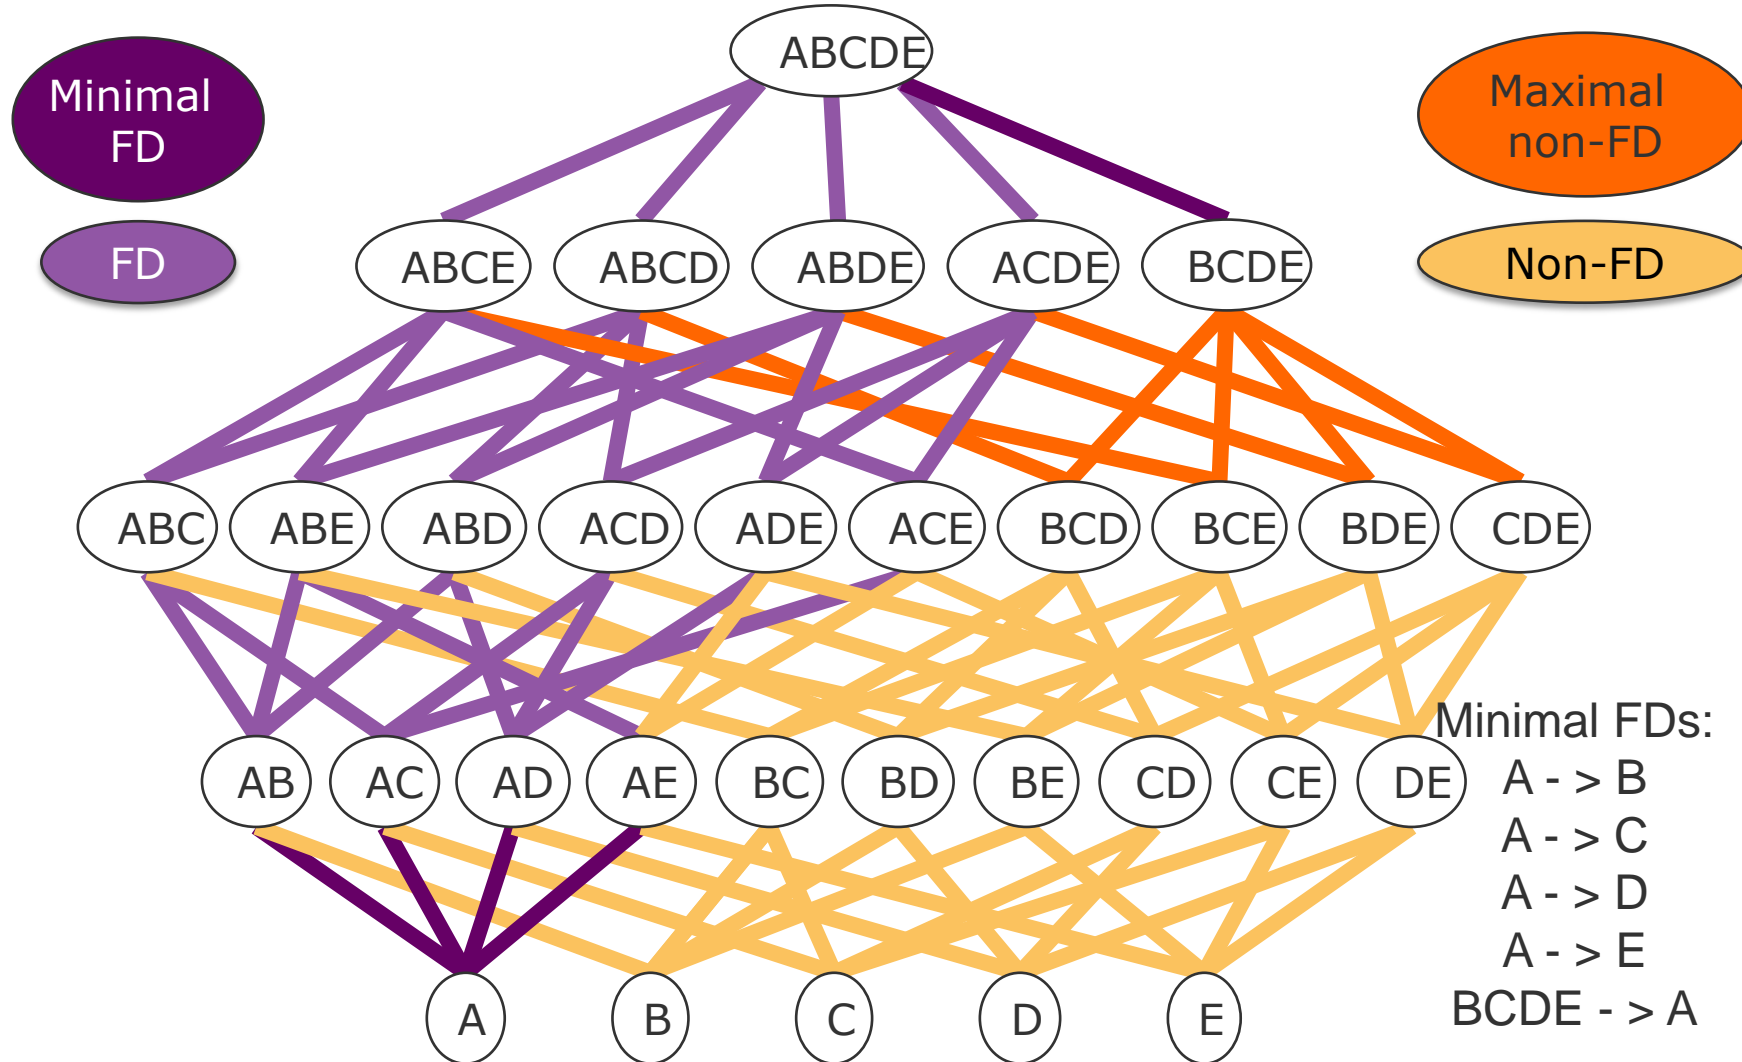 ABCDE
Minimal
FD
Maximal
non-FD
FD
Non-FD
ABCE ABCD ABDE ACDE BCDE
ABC ABE ABD ACD ADE ACE BCD BCE BDE CDE
AB AC AD AE BC BD BE CD CE DE
A B C D E
Minimal FDs:
A - > B
A - > C
A - > D
A - > E
BCDE - > A